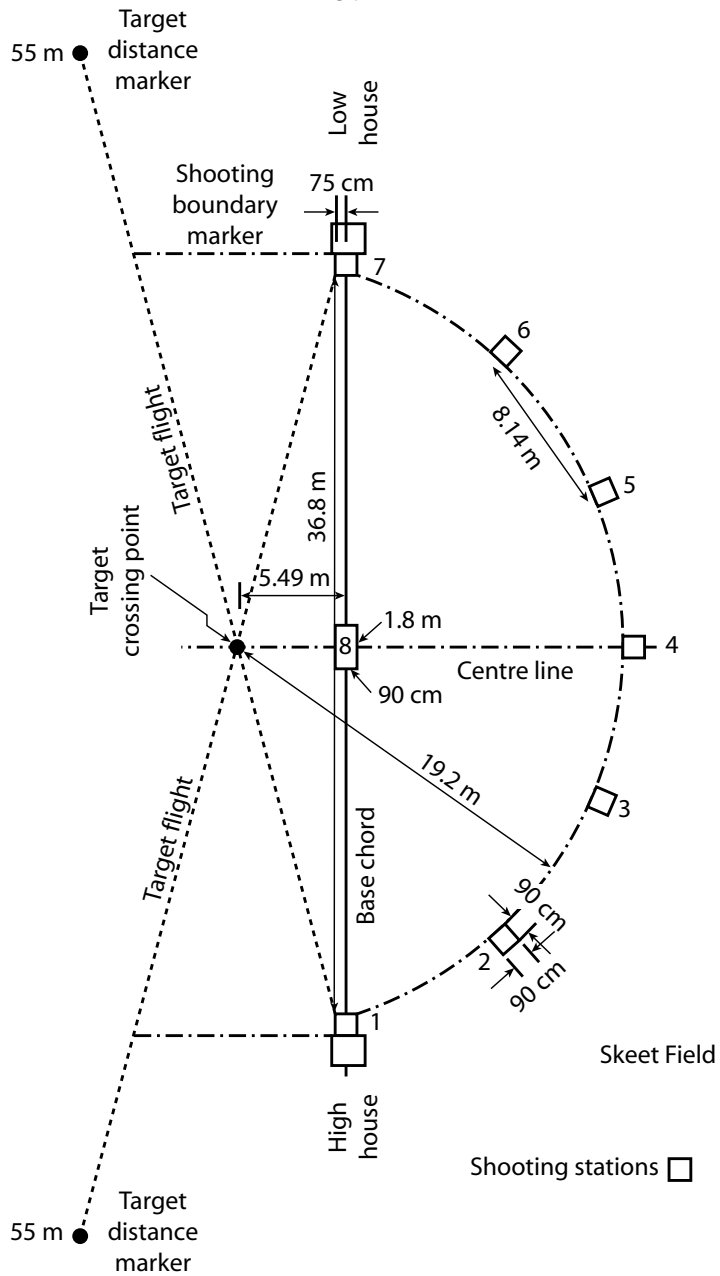 Target
distance
marker
55 m
Low
house
75 cm
Shooting
boundary
marker
7
6
8.14 m
5
Target flight
36.8 m
Target
crossing point
5.49 m
1.8 m
8
4
Centre line
90 cm
19.2 m
3
Target flight
Base chord
90 cm
2
90 cm
1
Skeet Field
High
house
Shooting stations
Target
distance
marker
55 m